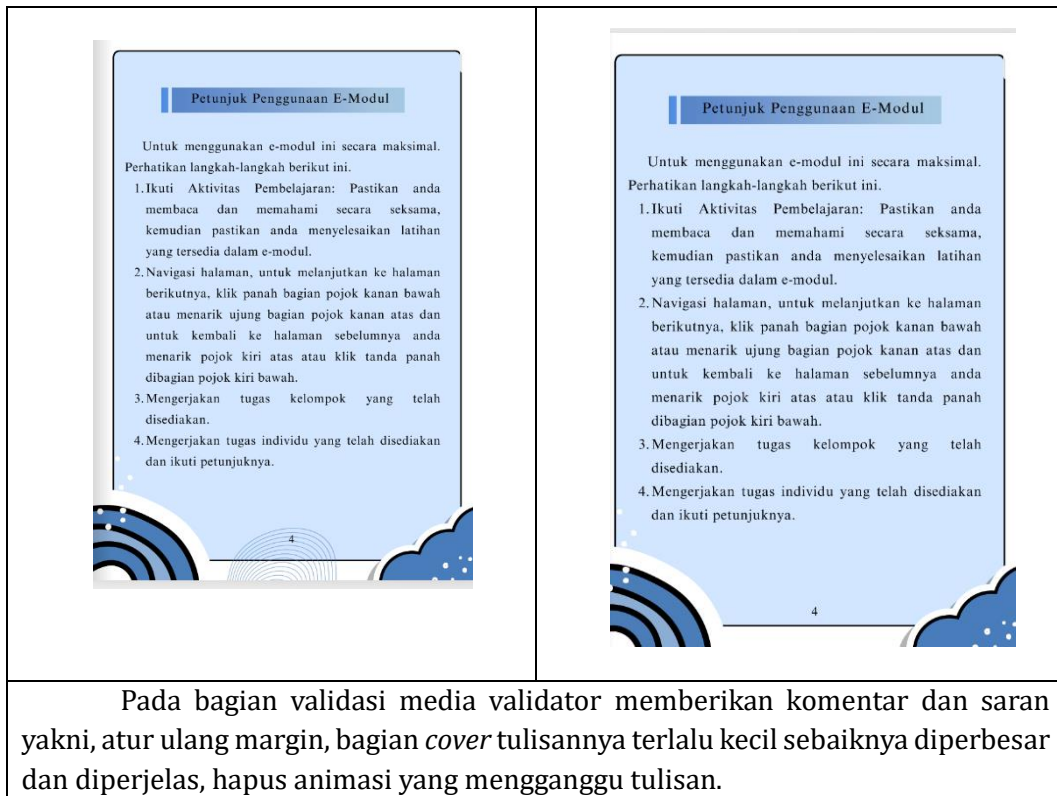 Petunjuk Penggunaan E-Modul
Untuk menggunakan e-modul ini secara maksimal.
Perhatikan langkah-langkah berikut ini.
1. Ikuti Aktivitas Pembelajaran: Pastikan anda
membaca dan memahami secara seksama,
kemudian pastikan anda menyelesaikan latihan
yang tersedia dalam e-modul.
2. Navigasi halaman, untuk melanjutkan ke halaman
berikutnya, klik panah bagian pojok kanan bawah
atau menarik ujung bagian pojok kanan atas dan
untuk kembali ke halaman sebelumnya anda
menarik pojok kiri atas atau klik tanda panah
dibagian pojok kiri bawah.
3. Mengerjakan tugas kelompok yang telah
disediakan.
4. Mengerjakan tugas individu yang telah disediakan
dan ikuti petunjuknya.
4
Petunjuk Penggunaan E-Modul
Untuk menggunakan e-modul ini secara maksimal.
Perhatikan langkah-langkah berikut ini.
1. Ikuti Aktivitas Pembelajaran: Pastikan anda
membaca dan memahami secara seksama,
kemudian pastikan anda menyelesaikan latihan
yang tersedia dalam e-modul.
2. Navigasi halaman, untuk melanjutkan ke halaman
berikutnya, klik panah bagian pojok kanan bawah
atau menarik ujung bagian pojok kanan atas dan
untuk kembali ke halaman sebelumnya anda
menarik pojok kiri atas atau klik tanda panah
dibagian pojok kiri bawah.
3. Mengerjakan tugas kelompok yang telah
disediakan.
4. Mengerjakan tugas individu yang telah disediakan
dan ikuti petunjuknya.
4
Pada bagian validasi media validator memberikan komentar dan saran
yakni, atur ulang margin, bagian cover tulisannya terlalu kecil sebaiknya diperbesar
dan diperjelas, hapus animasi yang mengganggu tulisan.